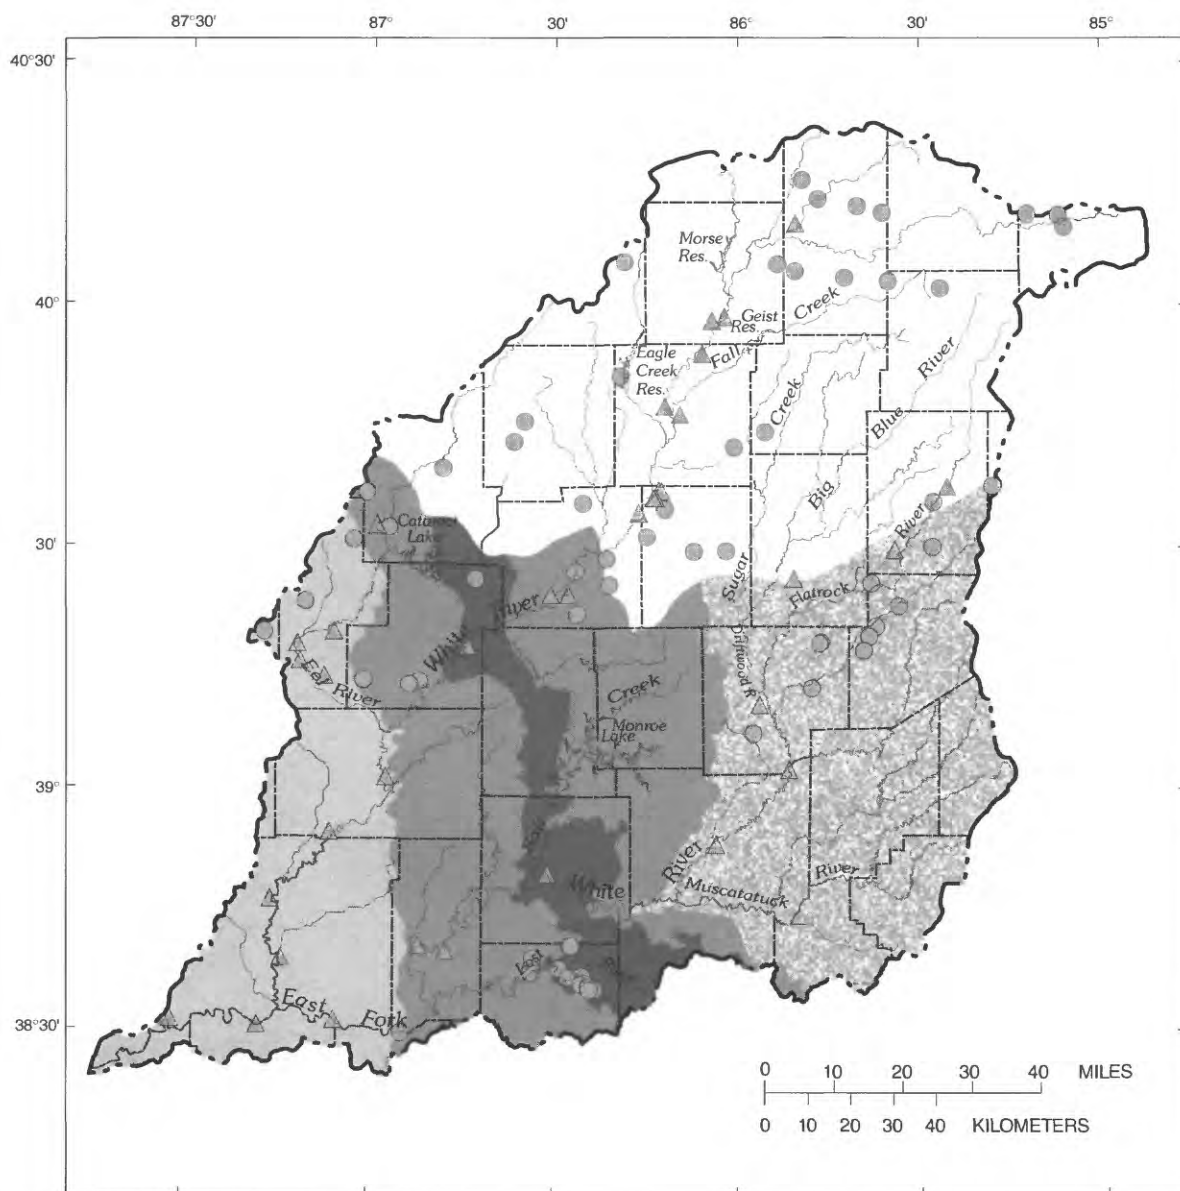 87°30' 87° 30' 86° 30' 85°
40°30'
Morse
Res.
40°
Geist
Res.
Creek
Fall
Eagle
Creek
Res.
River
Creek
Blue
Big
Cataract
Lake
30'
River
Sugar
Flatrock
River
White
Driftwood R
Eel River
Creek
Monroe
Lake
39°
River
White
River
Muscatatuck
Lost
East
Fork
38°30'
0 10 20 30 40 MILES
0 10 20 30 40 KILOMETERS